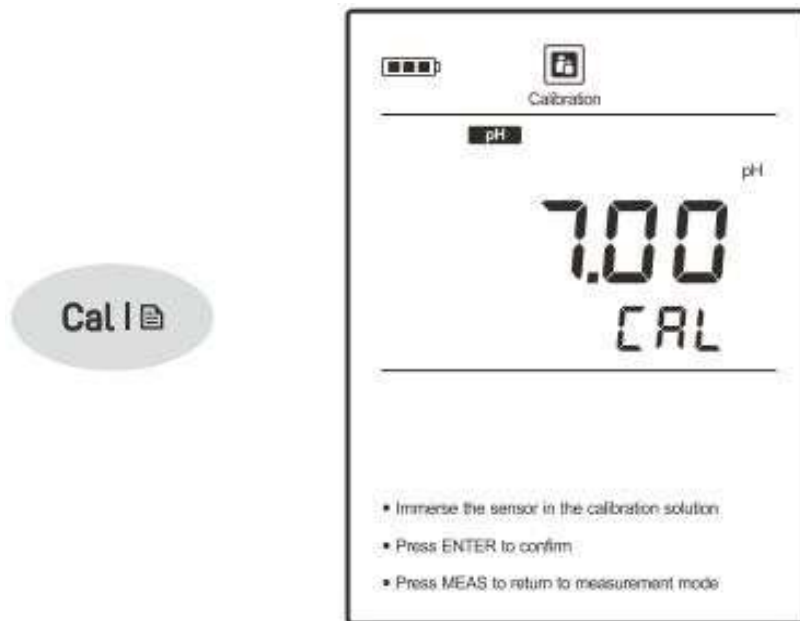 Cal |
Calibration
pH
pH
7.00
CAL
• Immerse the sensor in the calibration solution
• Press ENTER to confirm
• Press MEAS to return to measurement mode